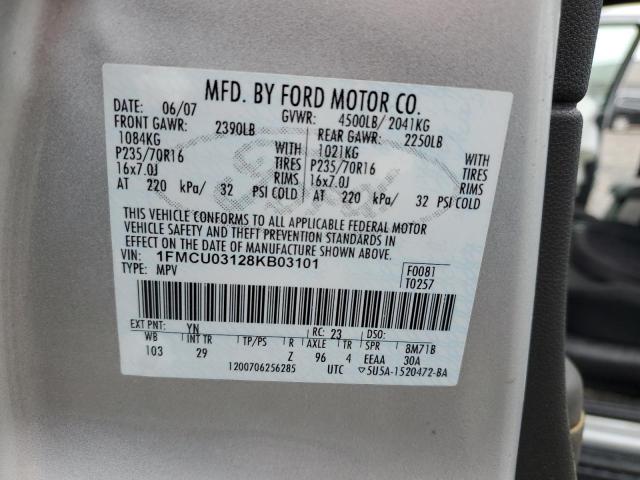 MFD. BY FORD MOTOR CO.
DATE: 06/07 GVWR: 4500LB/ 2041KG
FRONT GAWR: 2390LB REAR GAWR: 2250LB
1084KG WITH 1021KG WITH
P235/70R16 TIRES P235/70R16 TIRES
16x7.0J RIMS 16x7.0J RIMS
AT 220 kPa/ 32 PSI COLD AT 220 kPa/ 32 PSI COLD
THIS VEHICLE CONFORMS TO ALL APPLICABLE FEDERAL MOTOR
VEHICLE SAFETY AND THEFT PREVENTION STANDARDS IN
EFFECT ON THE DATE OF MANUFACTURE SHOWN ABOVE.
VIN: 1FMCU03128KB03101 F0081
TYPE: MPV T0257
EXT PNT: YN RC: 23 DSO:
WB INT TR TP/PS R AXLE TR SPR 8M71B
103 29 Z 96 4 EEAA 30A
1200706256285 UTC 5U5A-1520472-BA